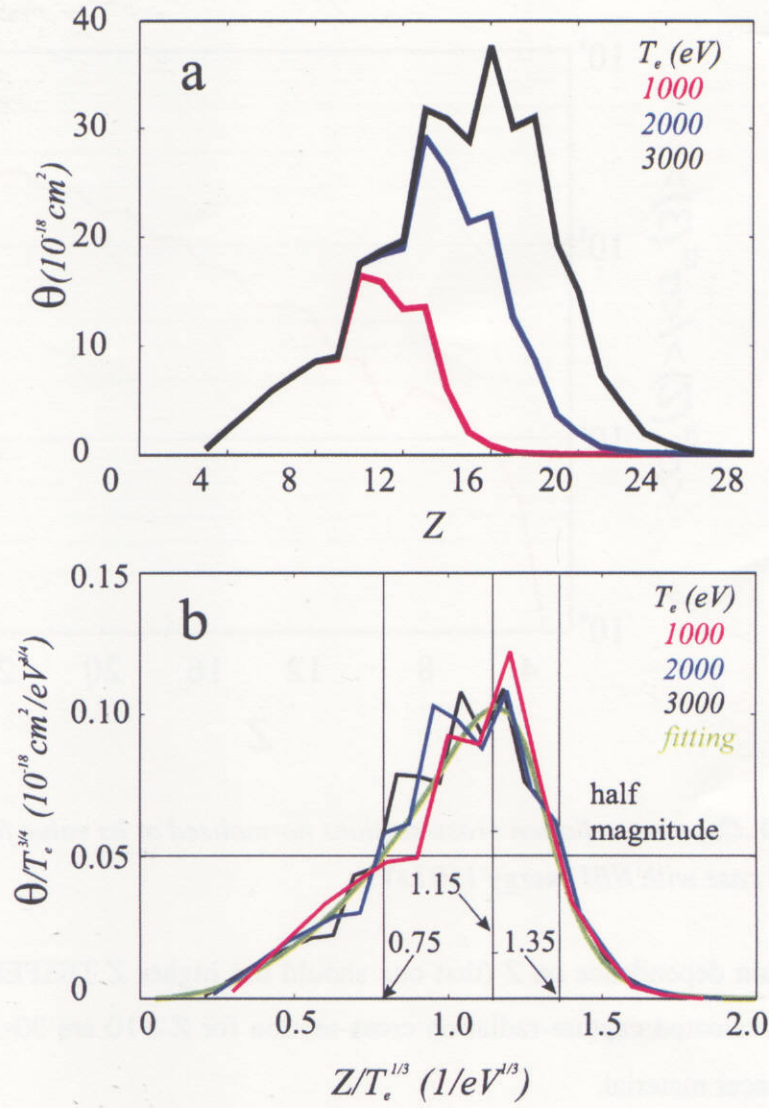 a
T_e (eV)
1000
2000
3000
40
30
20
10
0
θ(10^-18 cm^2)
0 4 8 12 16 20 24 28
Z
b
T_e (eV)
1000
2000
3000
fitting
0.15
0.10
0.05
0
θ/T_e^3/4 (10^-18 cm^2/eV^3/4)
half
magnitude
1.15
0.75
1.35
0.5 1.0 1.5 2.0
Z/T_e^1/3 (1/eV^1/3)